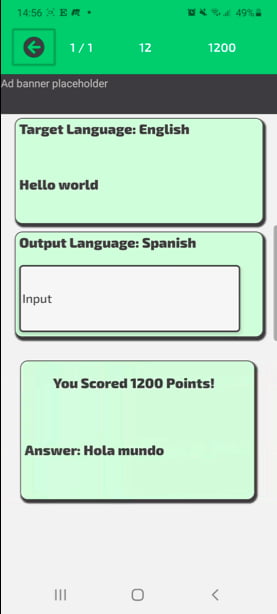 14:56 E
49%
1 / 1 12 1200
Ad banner placeholder
Target Language: English
Hello world
Output Language: Spanish
Input
You Scored 1200 Points!
Answer: Hola mundo